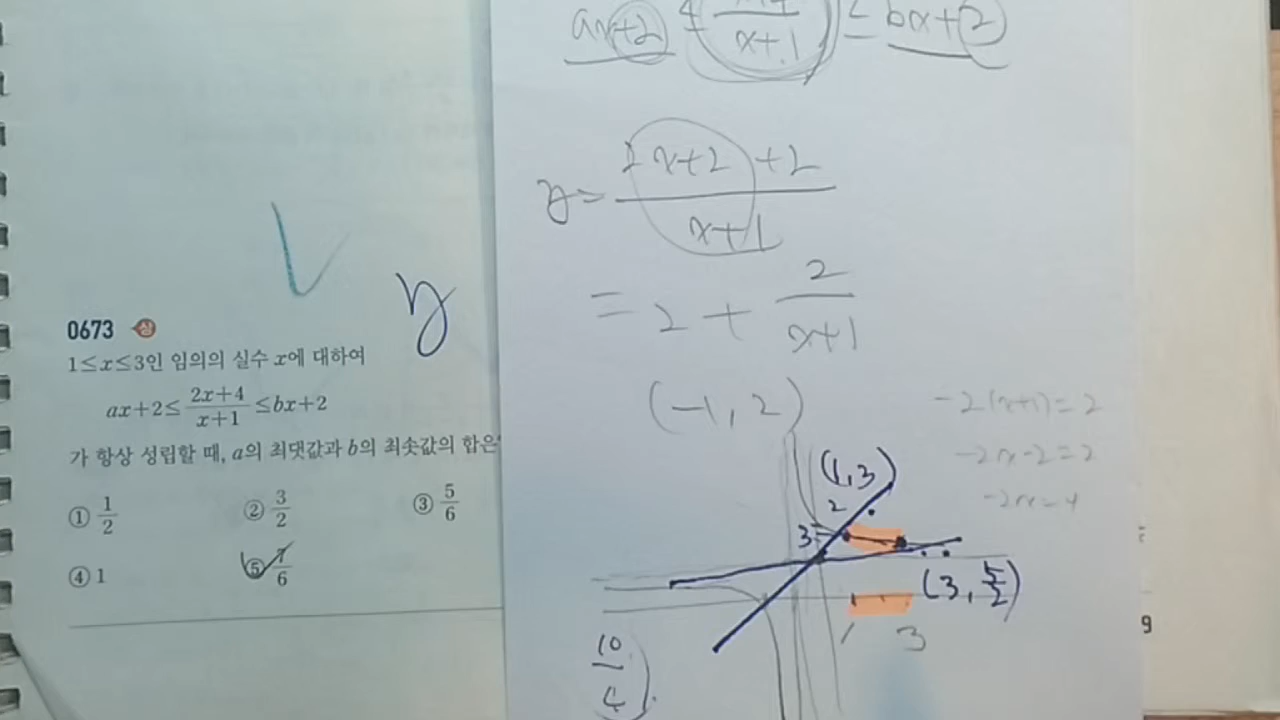 0673 상
1≤x≤3인 임의의 실수 x에 대하여
ax+2≤ (2x+4)/(x+1) ≤bx+2
가 항상 성립할 때, a의 최댓값과 b의 최솟값의 합은
① 1/2
② 3/2
③ 5/6
④ 1
⑤ 7/6
y
≤ bx+2
ax+2
x+1
y= (2x+2+2)/(x+1)
= 2 + 2/(x+1)
(-1, 2)
-2(x+1)=2
-2x-2=2
-2x=4
(1, 3)
2
3
(3, 5/2)
1
3
10/4
9